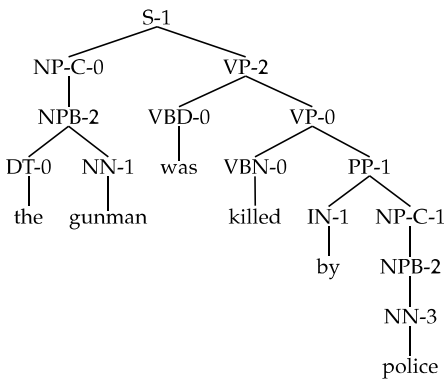 S-1
NP-C-0 VP-2
NPB-2 VBD-0 VP-0
DT-0 NN-1 was VBN-0 PP-1
the gunman killed IN-1 NP-C-1
by NPB-2
NN-3
police